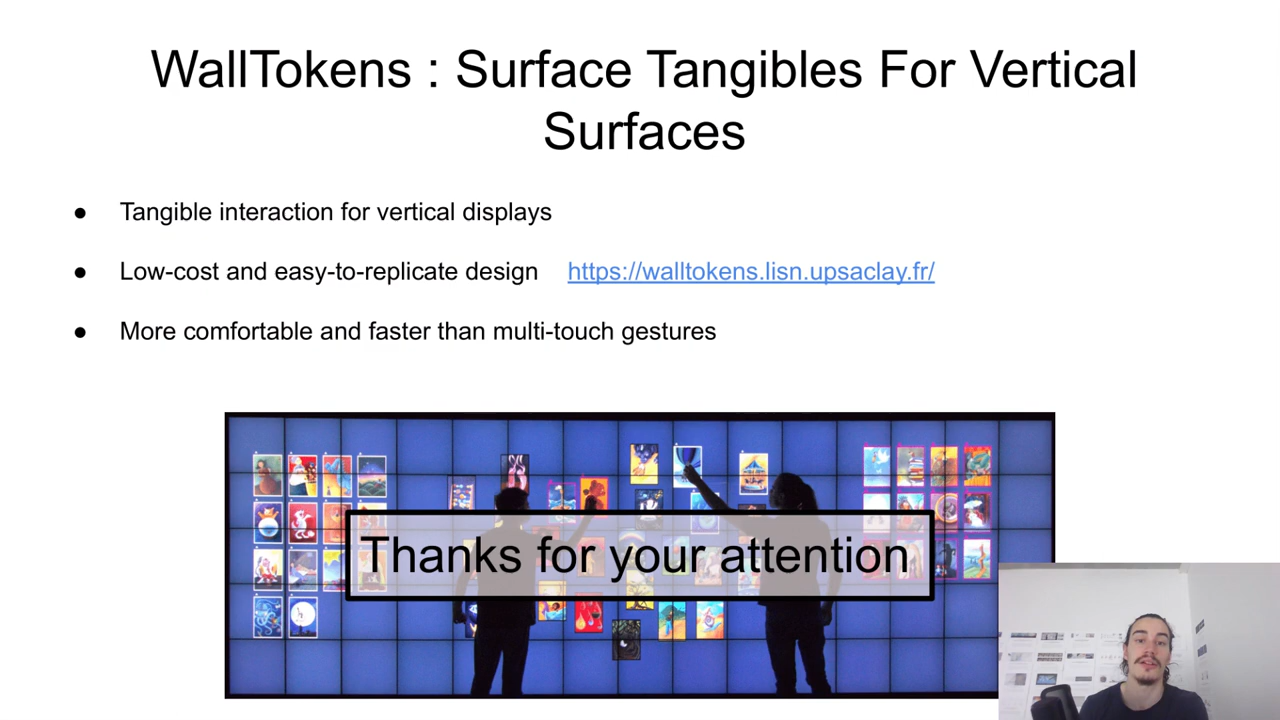 WallTokens : Surface Tangibles For Vertical
Surfaces
● Tangible interaction for vertical displays
● Low-cost and easy-to-replicate design https://walltokens.lisn.upsaclay.fr/
● More comfortable and faster than multi-touch gestures
Thanks for your attention